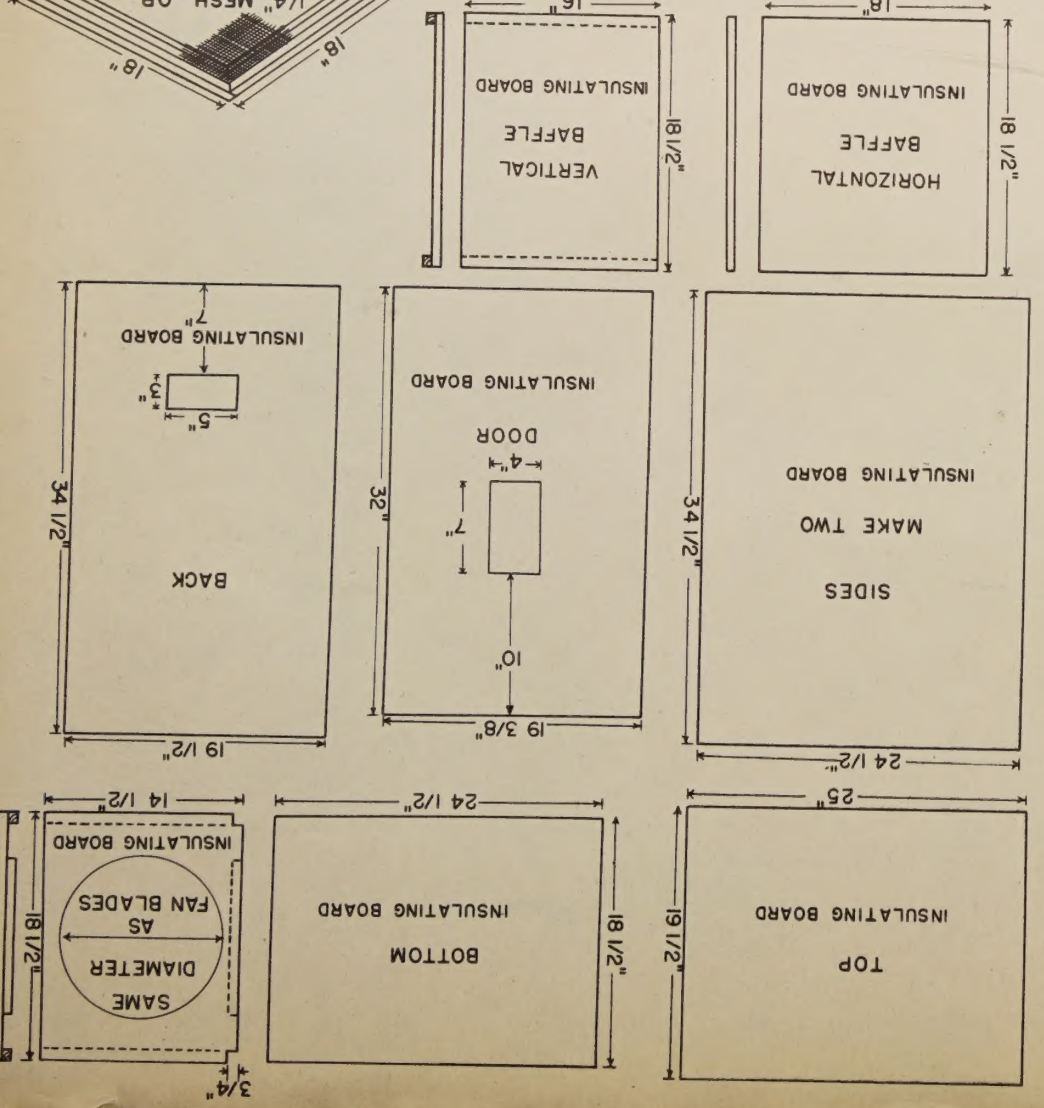 TOP
INSULATING BOARD
19 1/2"
25"
BOTTOM
INSULATING BOARD
18 1/2"
24 1/2"
3/4"
SAME
DIAMETER
AS
FAN BLADES
INSULATING BOARD
18 1/2"
14 1/2"
24 1/2"
SIDES
MAKE TWO
INSULATING BOARD
34 1/2"
19 3/8"
10"
7"
4"
DOOR
INSULATING BOARD
32"
19 1/2"
BACK
34 1/2"
5"
3"
INSULATING BOARD
7"
HORIZONTAL
BAFFLE
INSULATING BOARD
18 1/2"
18"
VERTICAL
BAFFLE
INSULATING BOARD
18 1/2"
16"
18"
18"
1/4" MESH OR